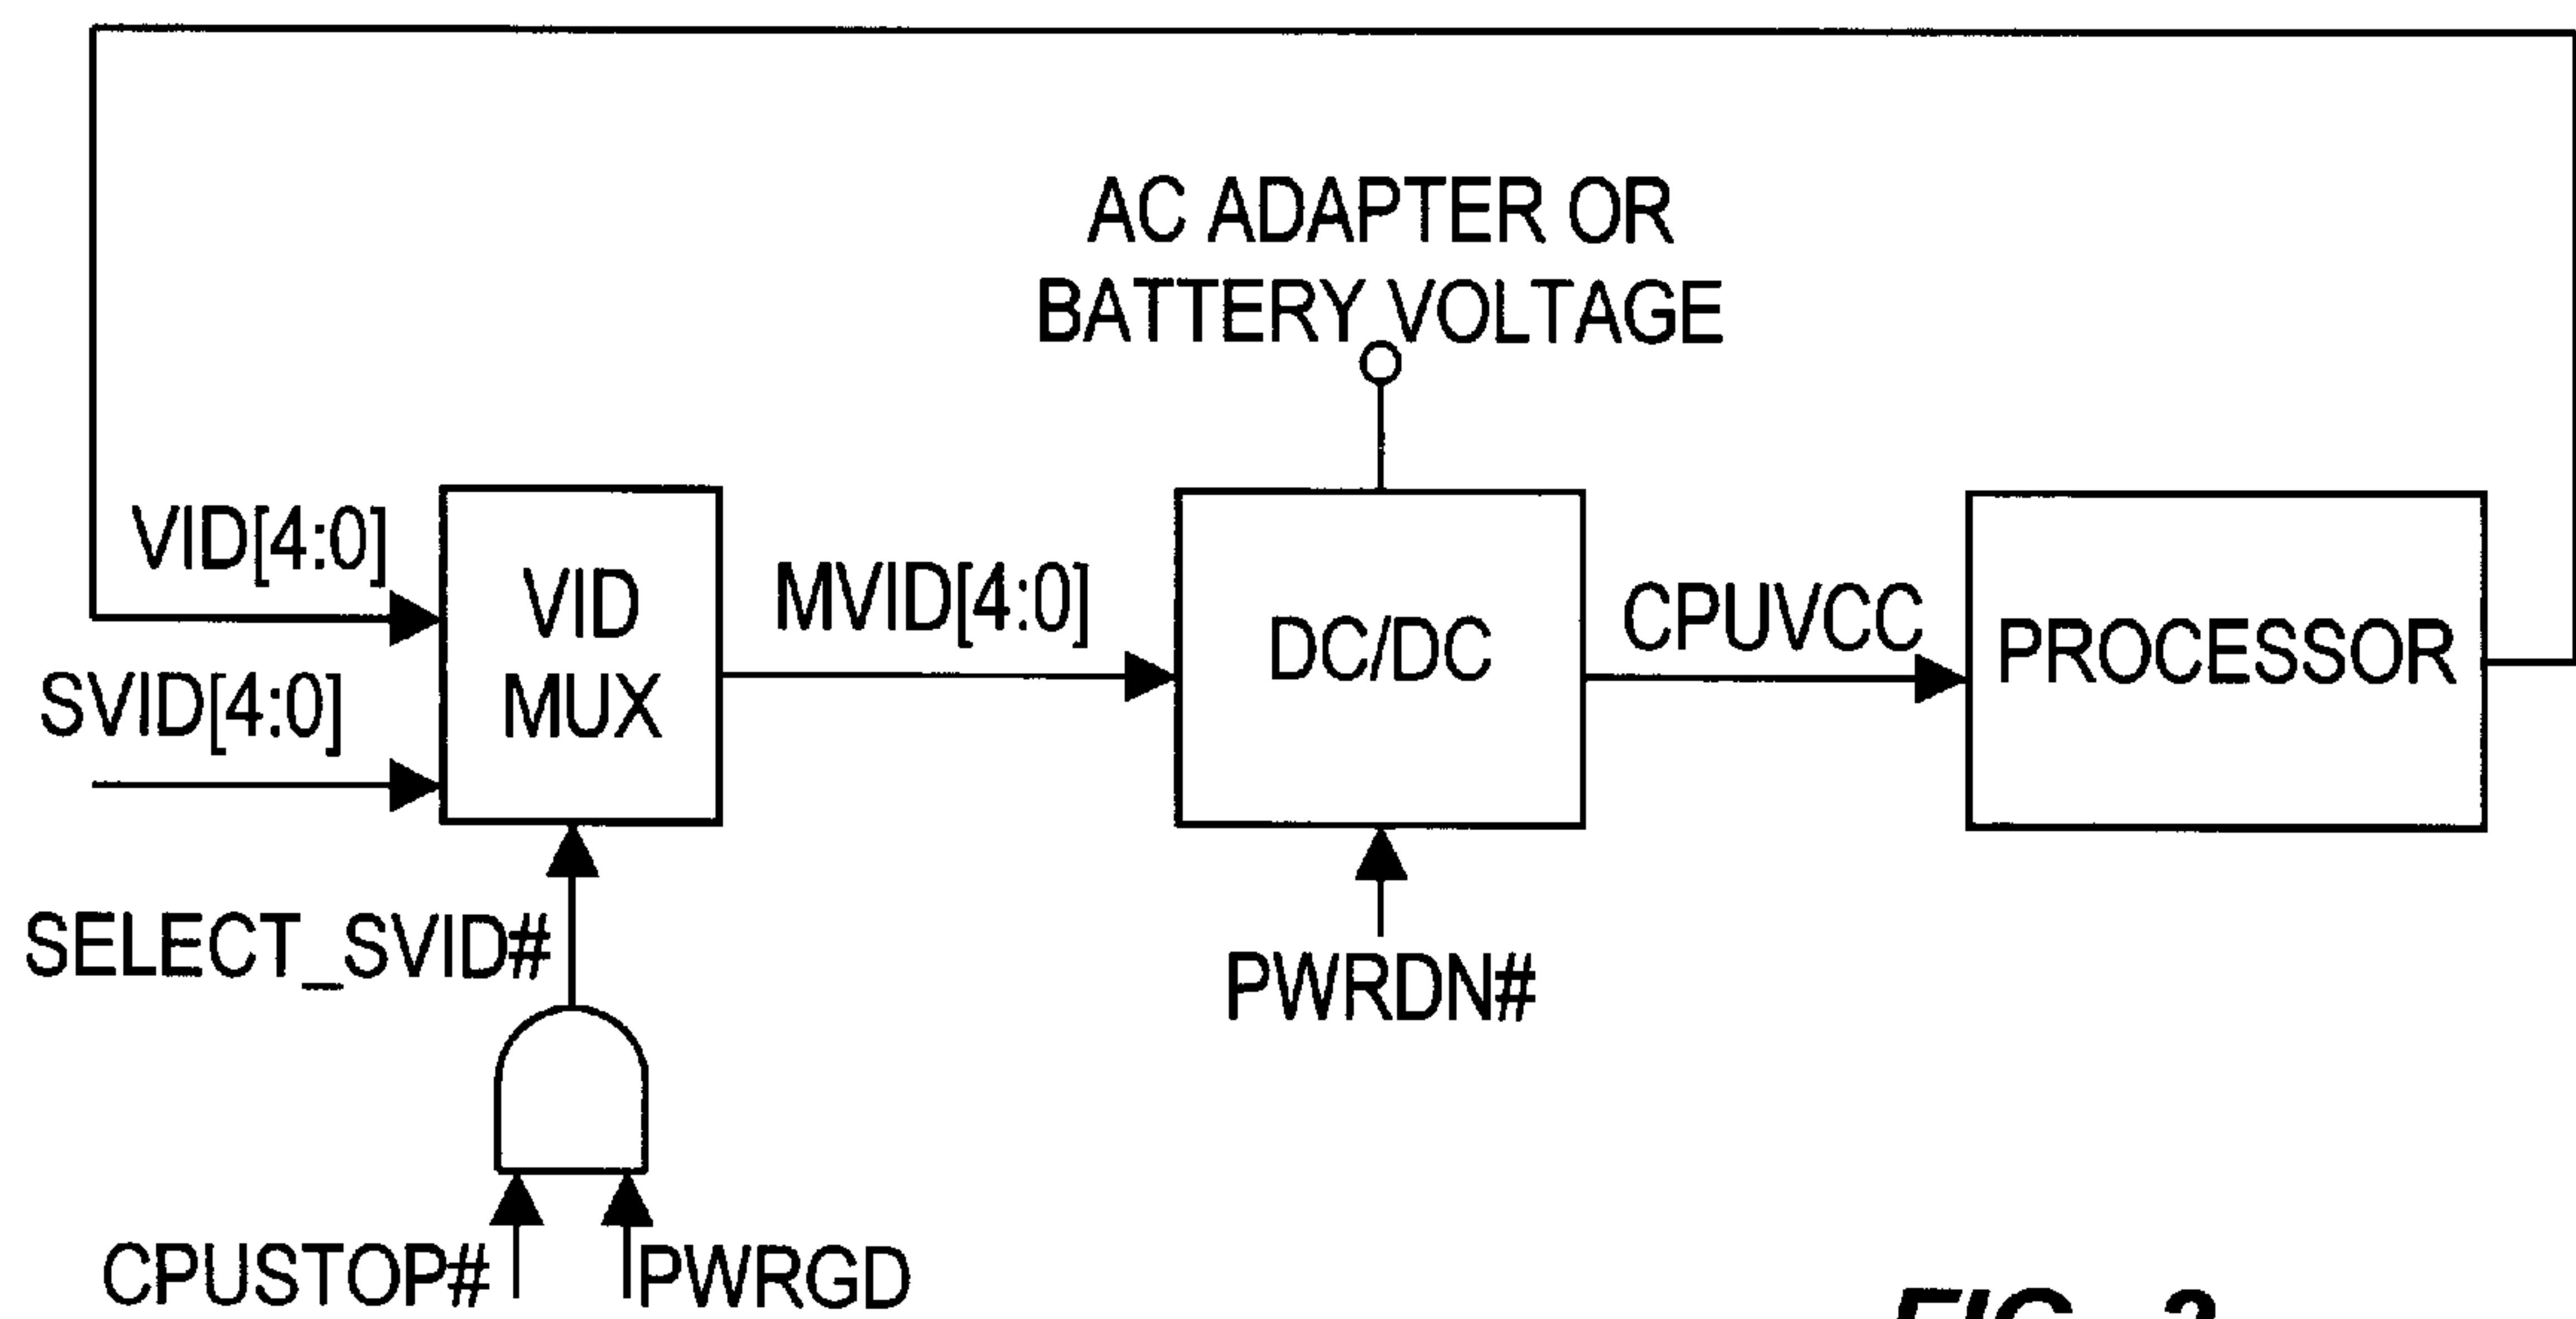 AC ADAPTER OR
BATTERY VOLTAGE
VID[4:0]
SVID[4:0]
VID
MUX
MVID[4:0]
DC/DC
CPUVCC
PROCESSOR
SELECT_SVID#
PWRDN#
CPUSTOP#
PWRGD
FIG.